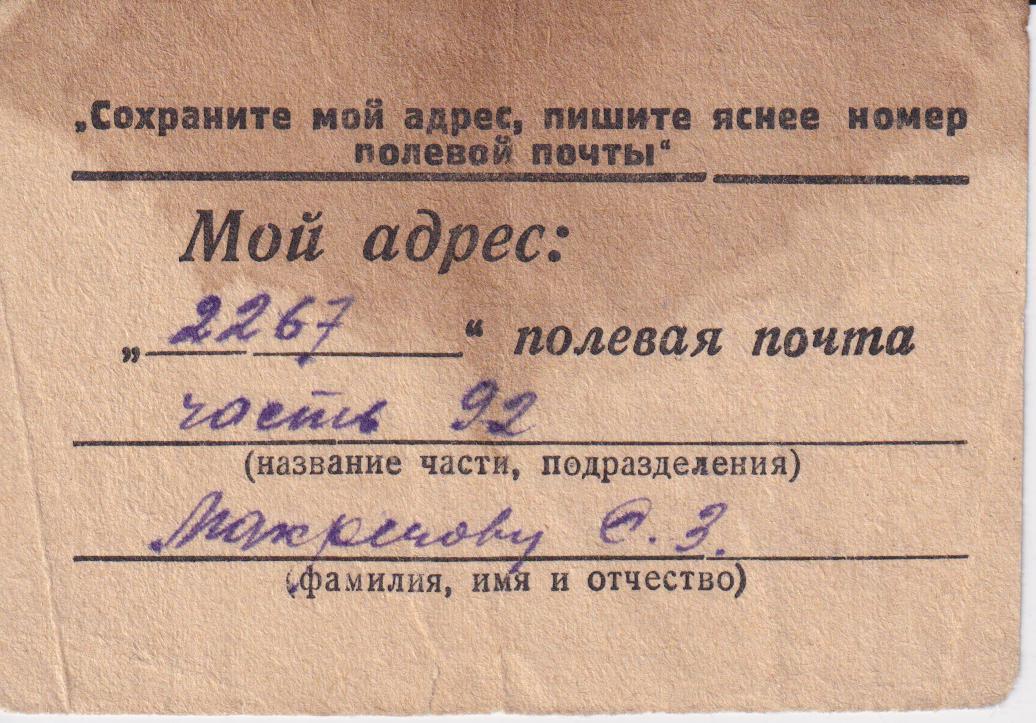 „Сохраните мой адрес, пишите яснее номер
полевой почты“
Мой адрес:
„2267“ полевая почта
часть 92
(название части, подразделения)
С. З.
(фамилия, имя и отчество)